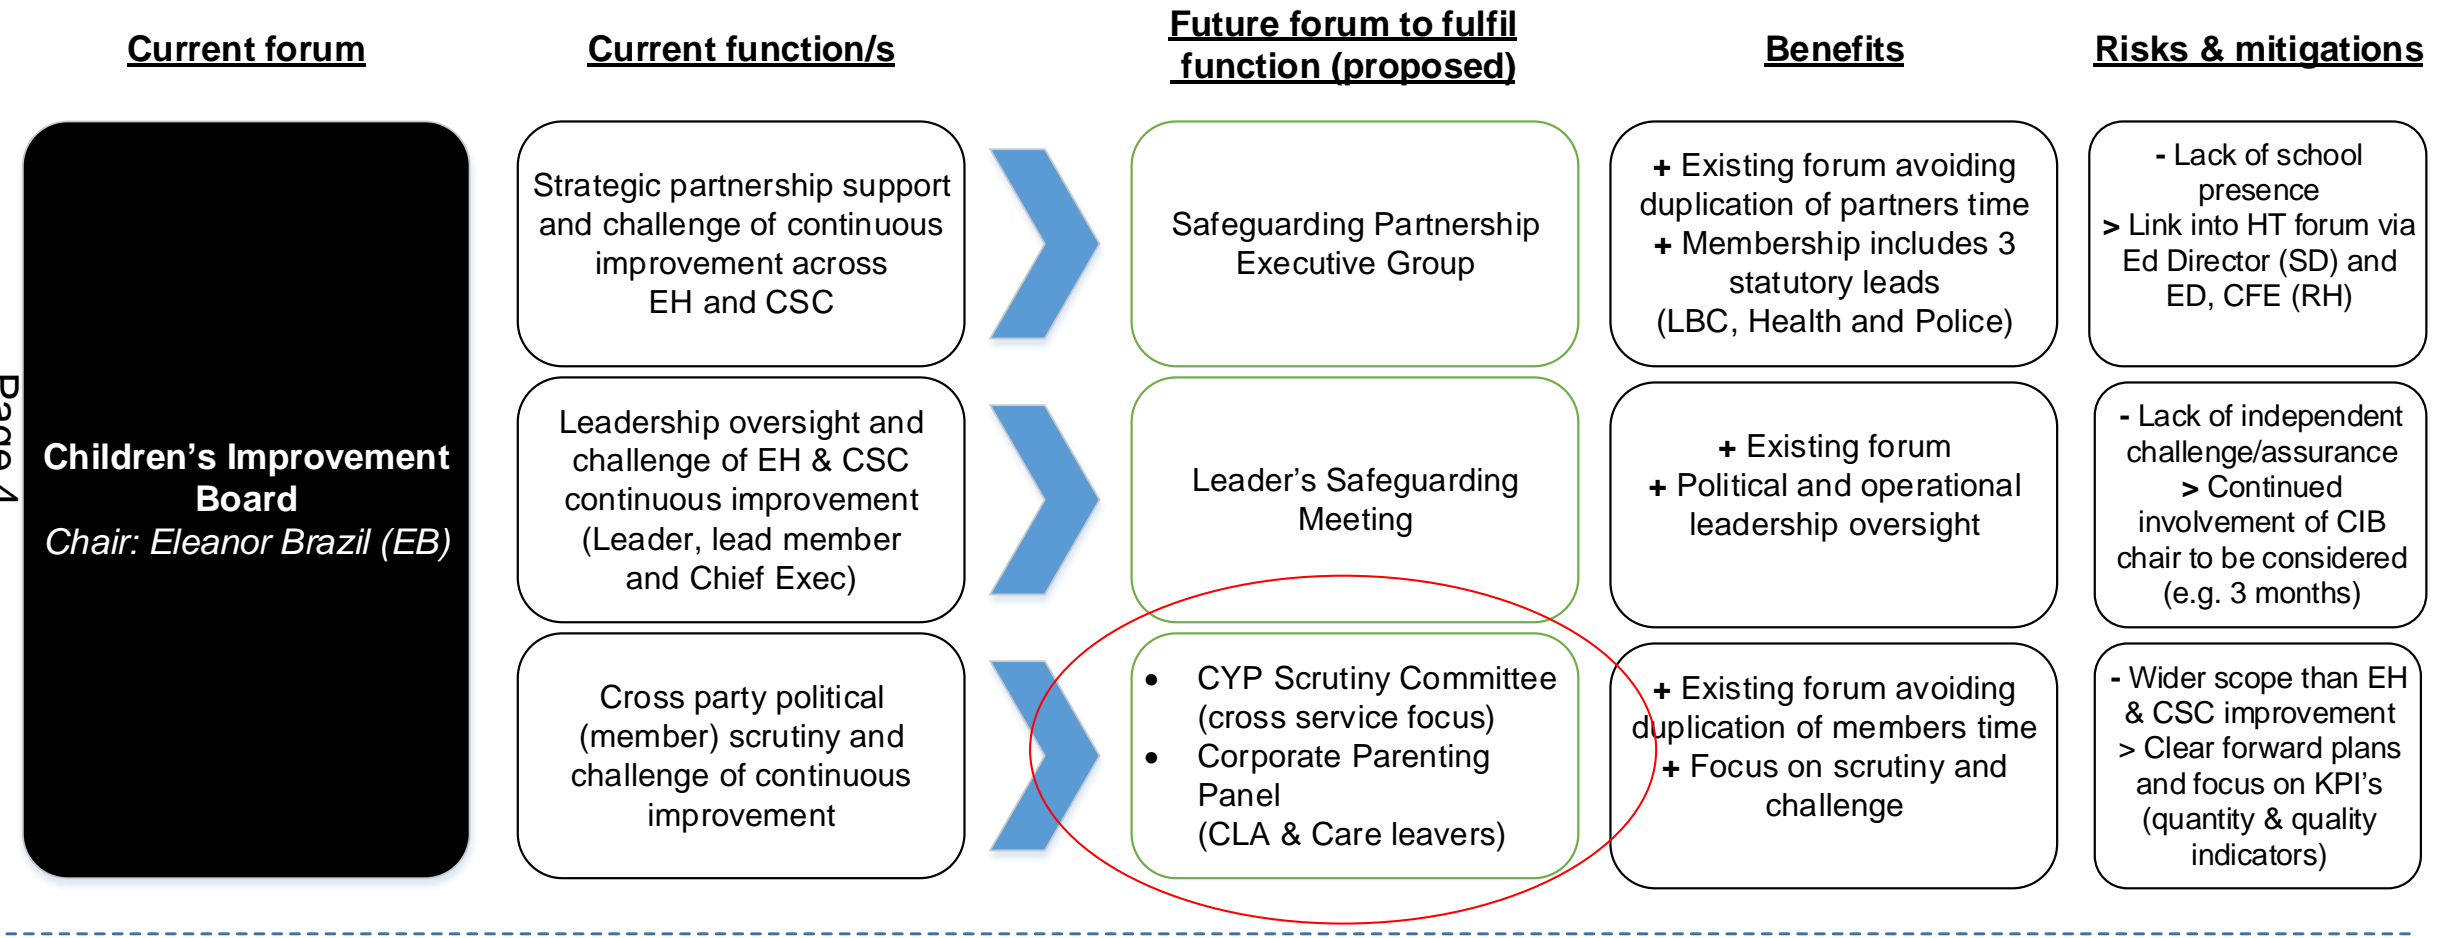 Current forum
Current function/s
Future forum to fulfil
function (proposed)
Benefits
Risks & mitigations
Page 4
Children’s Improvement
Board
Chair: Eleanor Brazil (EB)
Strategic partnership support
and challenge of continuous
improvement across
EH and CSC
Safeguarding Partnership
Executive Group
+ Existing forum avoiding
duplication of partners time
+ Membership includes 3
statutory leads
(LBC, Health and Police)
- Lack of school
presence
> Link into HT forum via
Ed Director (SD) and
ED, CFE (RH)
Leadership oversight and
challenge of EH & CSC
continuous improvement
(Leader, lead member
and Chief Exec)
Leader’s Safeguarding
Meeting
+ Existing forum
+ Political and operational
leadership oversight
- Lack of independent
challenge/assurance
> Continued
involvement of CIB
chair to be considered
(e.g. 3 months)
Cross party political
(member) scrutiny and
challenge of continuous
improvement
• CYP Scrutiny Committee
(cross service focus)
• Corporate Parenting
Panel
(CLA & Care leavers)
+ Existing forum avoiding
duplication of members time
+ Focus on scrutiny and
challenge
- Wider scope than EH
& CSC improvement
> Clear forward plans
and focus on KPI’s
(quantity & quality
indicators)